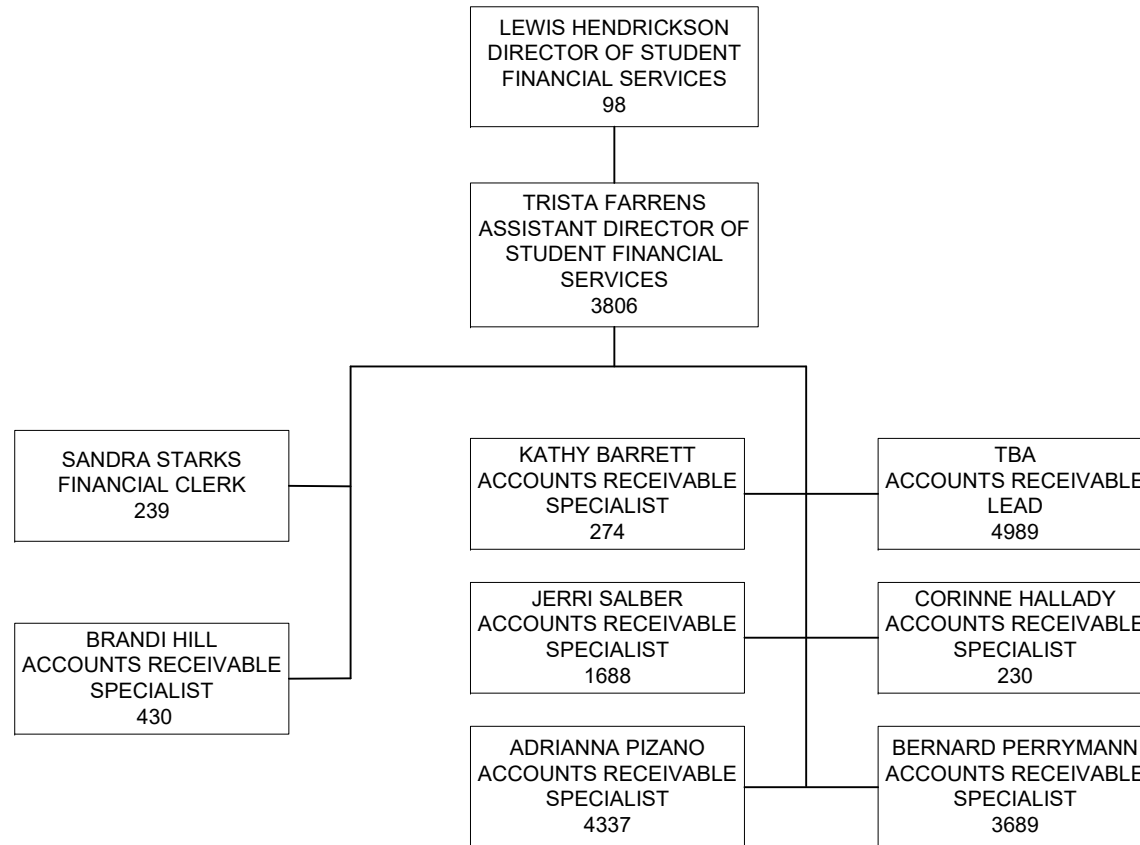 LEWIS HENDRICKSON
DIRECTOR OF STUDENT
FINANCIAL SERVICES
98
TRISTA FARRENS
ASSISTANT DIRECTOR OF
STUDENT FINANCIAL
SERVICES
3806
SANDRA STARKS
FINANCIAL CLERK
239
BRANDI HILL
ACCOUNTS RECEIVABLE
SPECIALIST
430
KATHY BARRETT
ACCOUNTS RECEIVABLE
SPECIALIST
274
TBA
ACCOUNTS RECEIVABLE
LEAD
4989
JERRI SALBER
ACCOUNTS RECEIVABLE
SPECIALIST
1688
CORINNE HALLADY
ACCOUNTS RECEIVABLE
SPECIALIST
230
ADRIANNA PIZANO
ACCOUNTS RECEIVABLE
SPECIALIST
4337
BERNARD PERRYMANN
ACCOUNTS RECEIVABLE
SPECIALIST
3689